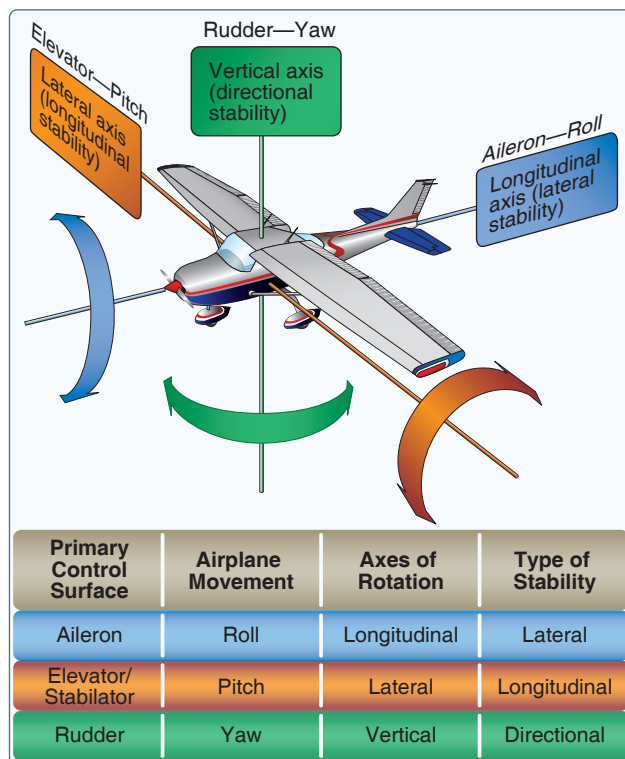 Rudder—Yaw
Vertical axis
(directional
stability)
Elevator—Pitch
Lateral axis
(longitudinal
stability)
Aileron—Roll
Longitudinal
axis (lateral
stability)
Primary
Control
Surface
Airplane
Movement
Axes of
Rotation
Type of
Stability
Aileron
Roll
Longitudinal
Lateral
Elevator/
Stabilator
Pitch
Lateral
Longitudinal
Rudder
Yaw
Vertical
Directional